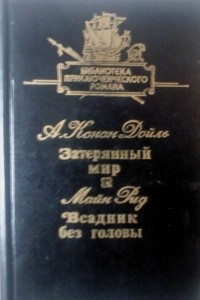 БИБЛИОТЕКА
ПРИКЛЮЧЕНЧЕСКОГО
РОМАНА
А. Конан Дойль
Затерянный
мир
Майн Рид
Всадник
без головы